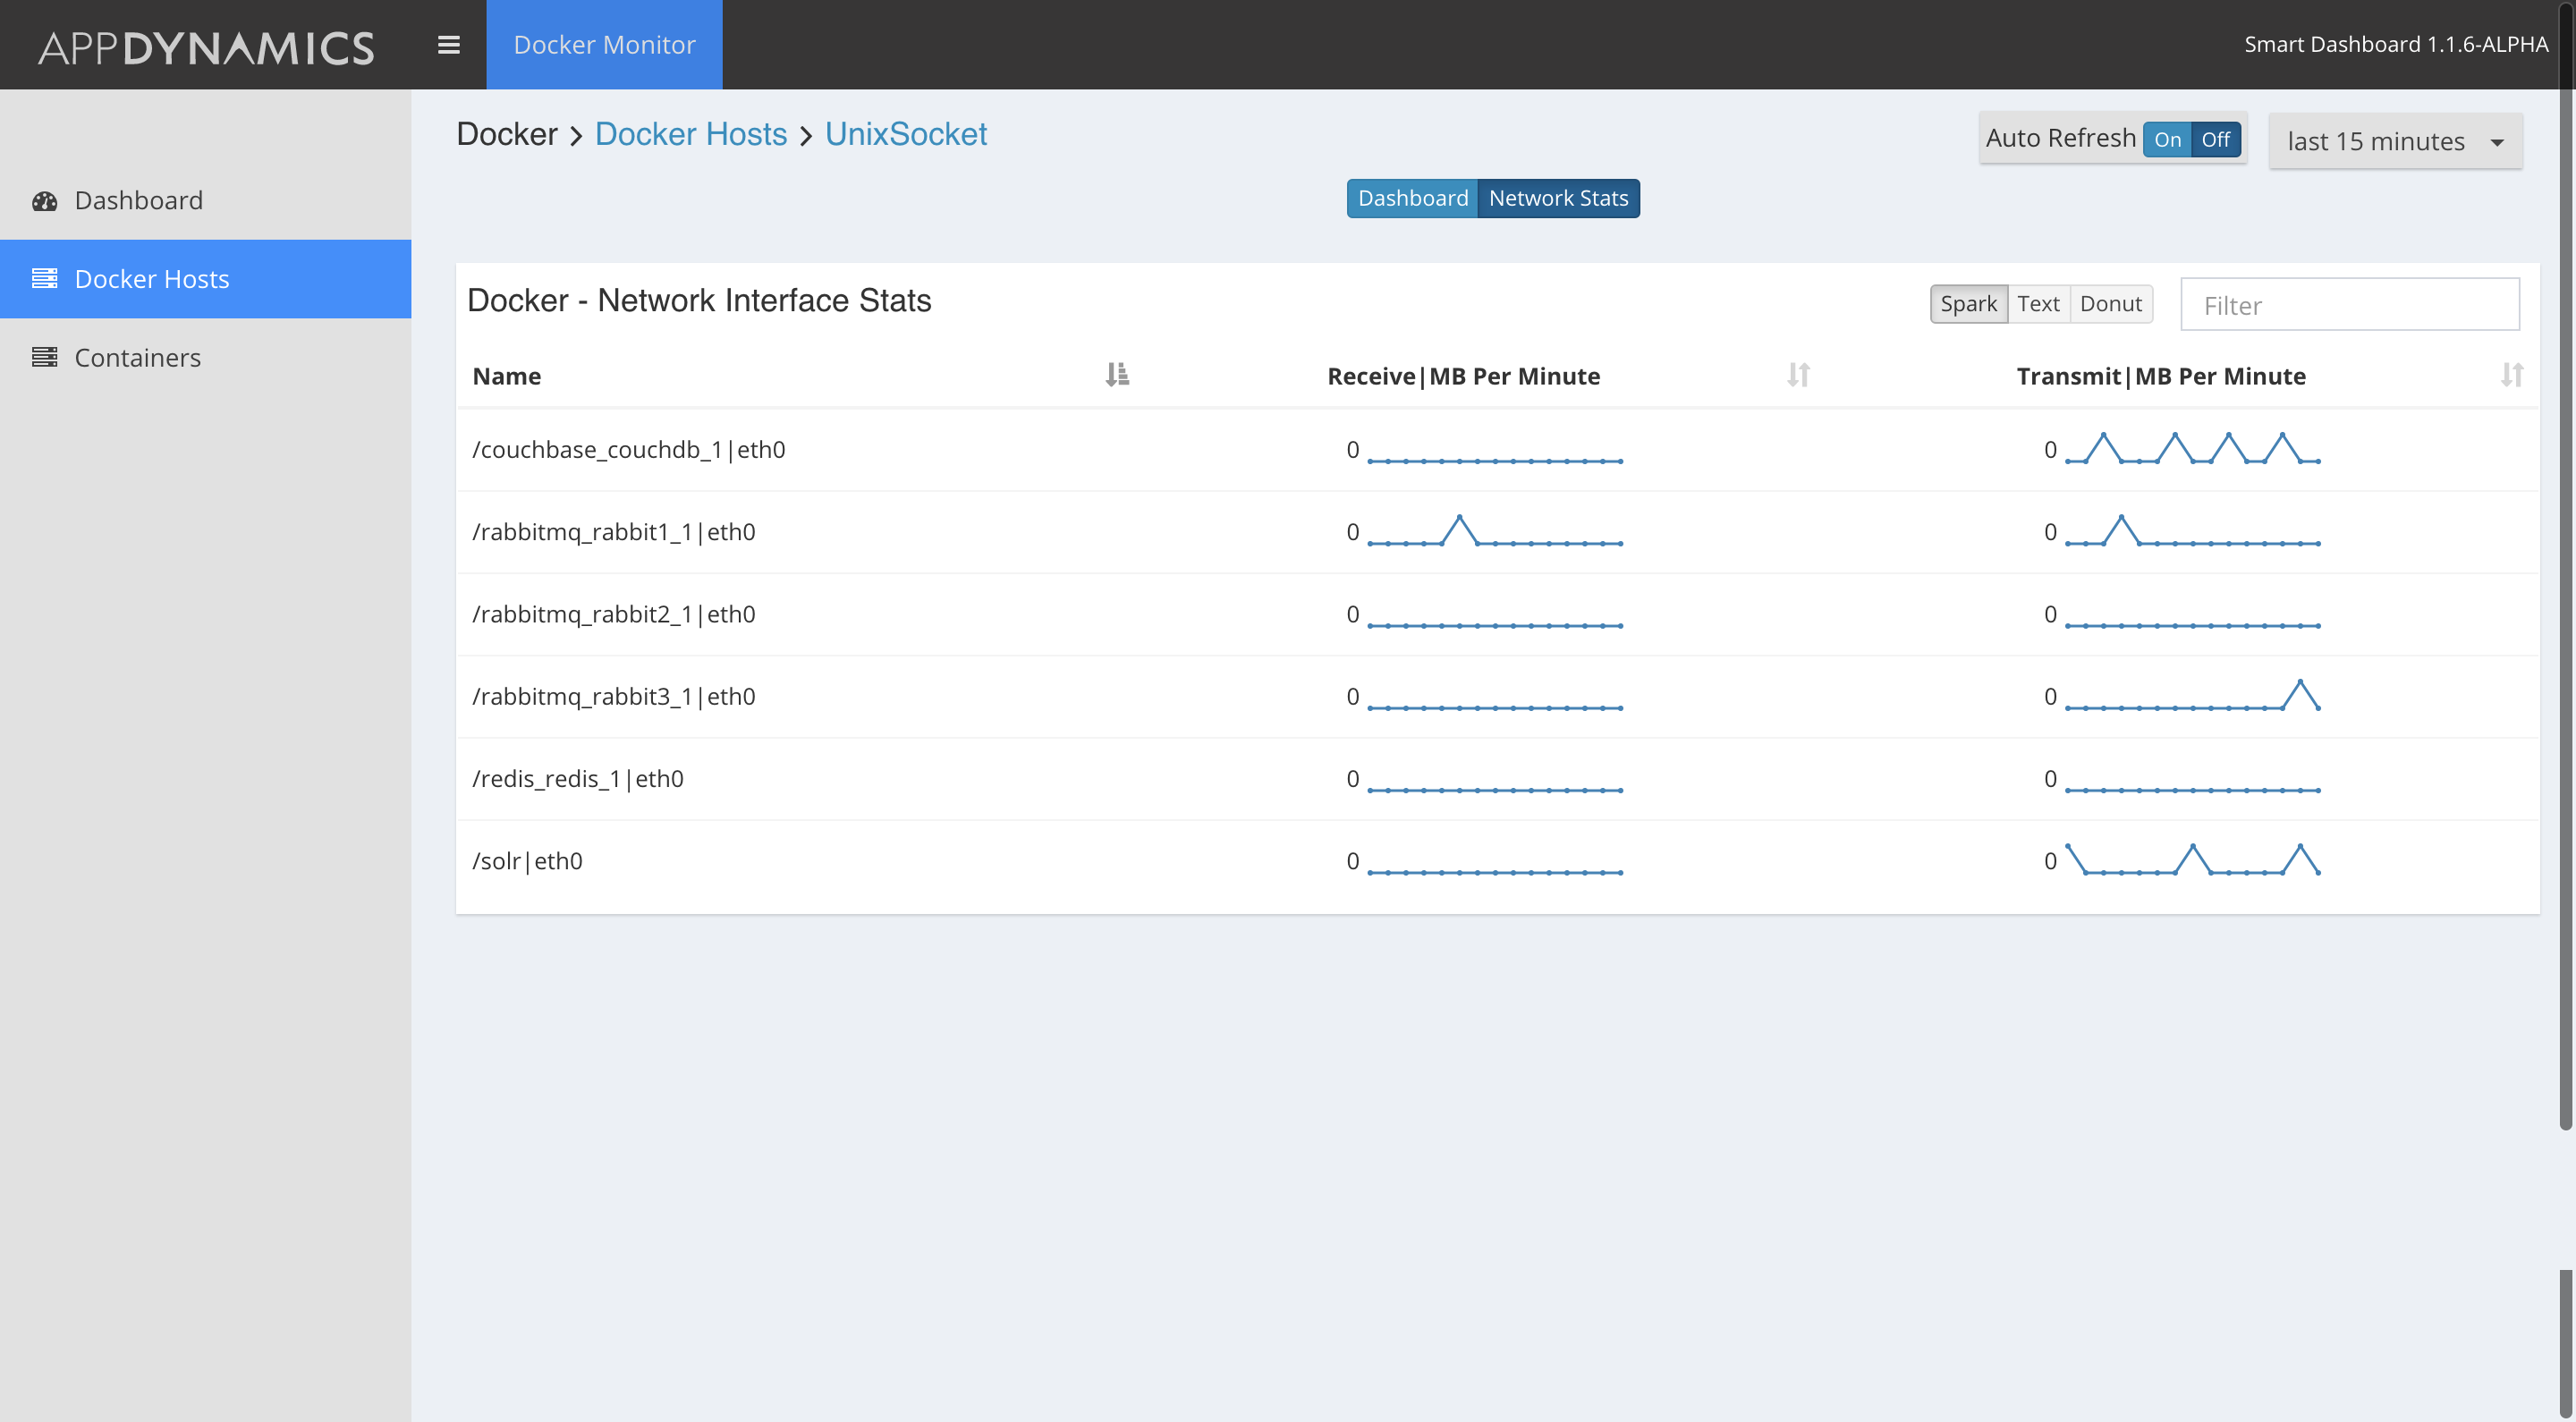 APPDYNAMICS
Docker Monitor
Smart Dashboard 1.1.6-ALPHA
Dashboard
Docker Hosts
Containers
Docker > Docker Hosts > UnixSocket
Auto Refresh On Off
last 15 minutes
Dashboard Network Stats
Docker - Network Interface Stats
Spark Text Donut
Filter
Name Receive|MB Per Minute Transmit|MB Per Minute
/couchbase_couchdb_1|eth0 0 0
/rabbitmq_rabbit1_1|eth0 0 0
/rabbitmq_rabbit2_1|eth0 0 0
/rabbitmq_rabbit3_1|eth0 0 0
/redis_redis_1|eth0 0 0
/solr|eth0 0 0